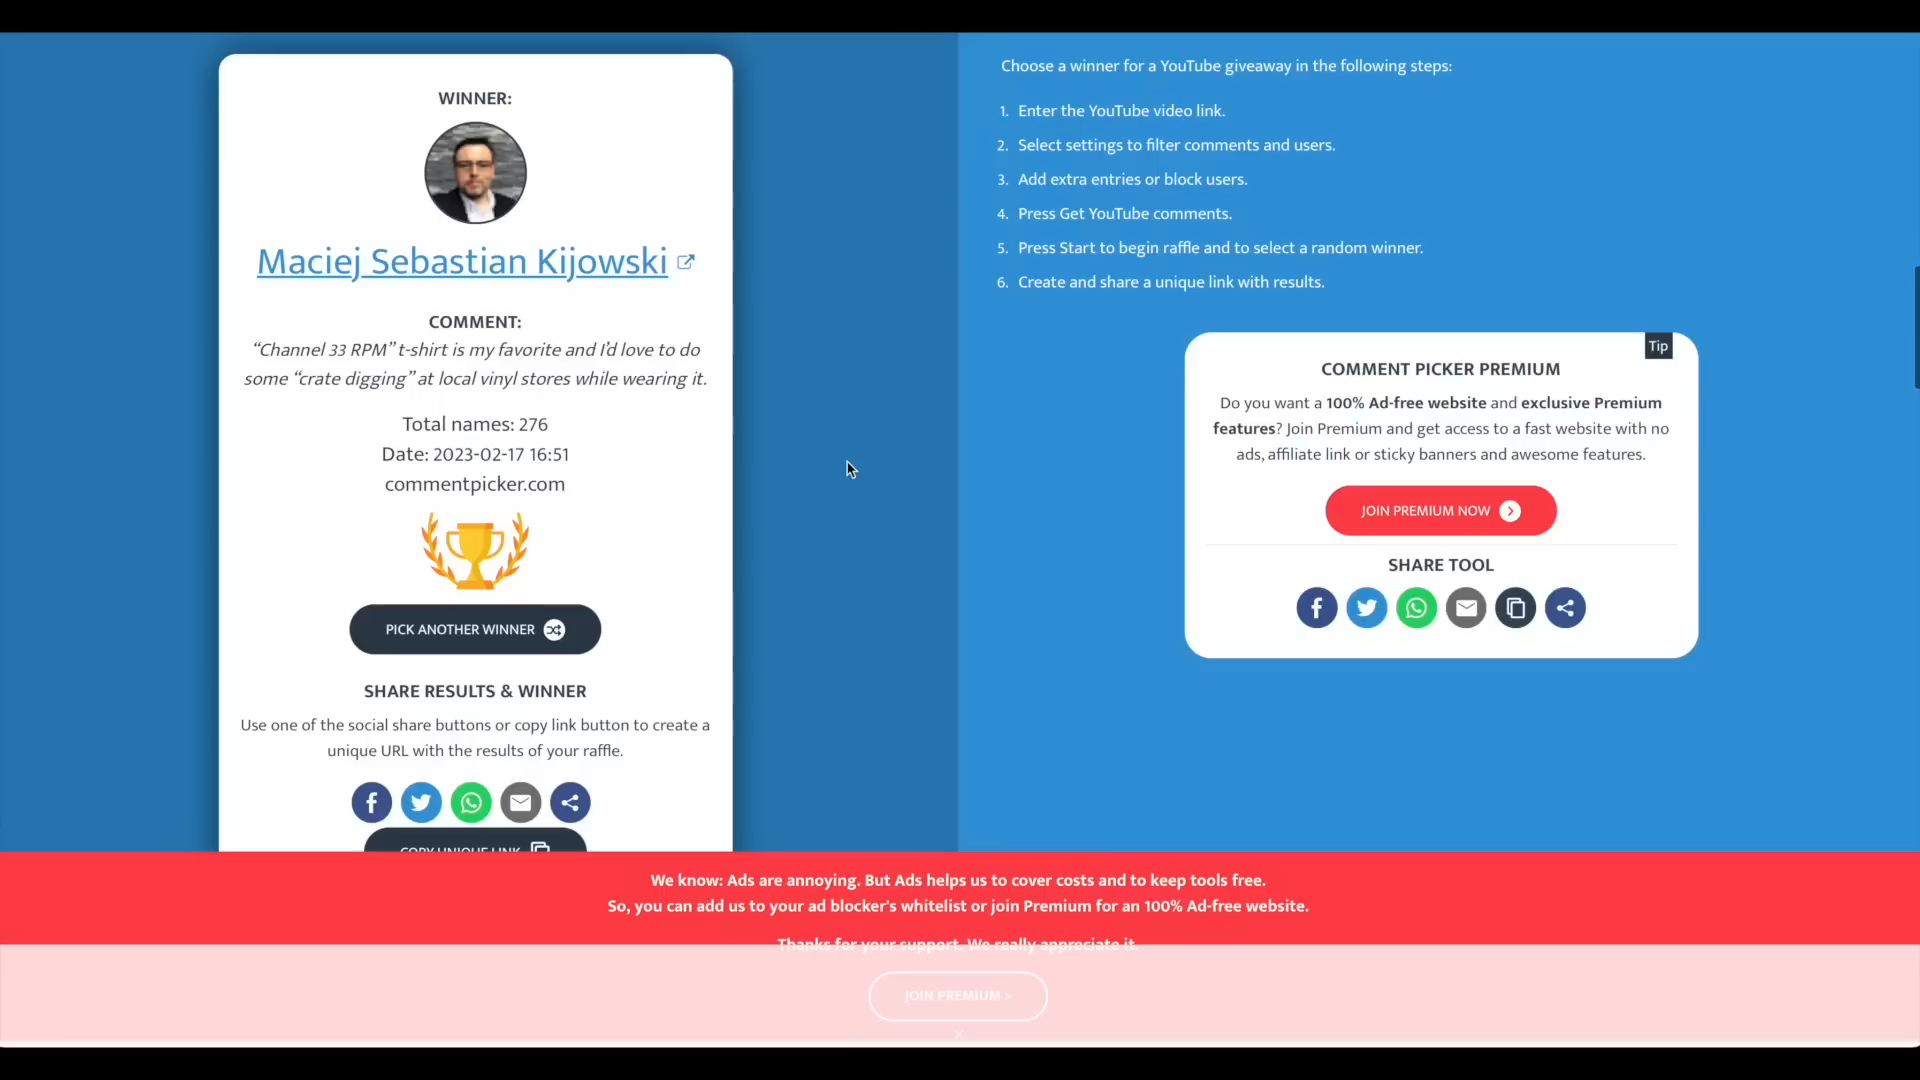 WINNER:
Maciej Sebastian Kijowski
COMMENT:
“Channel 33 RPM” t-shirt is my favorite and I’d love to do
some “crate digging” at local vinyl stores while wearing it.
Total names: 276
Date: 2023-02-17 16:51
commentpicker.com
PICK ANOTHER WINNER
SHARE RESULTS & WINNER
Use one of the social share buttons or copy link button to create a
unique URL with the results of your raffle.
COPY UNIQUE LINK
Choose a winner for a YouTube giveaway in the following steps:
1. Enter the YouTube video link.
2. Select settings to filter comments and users.
3. Add extra entries or block users.
4. Press Get YouTube comments.
5. Press Start to begin raffle and to select a random winner.
6. Create and share a unique link with results.
Tip
COMMENT PICKER PREMIUM
Do you want a 100% Ad-free website and exclusive Premium
features? Join Premium and get access to a fast website with no
ads, affiliate link or sticky banners and awesome features.
JOIN PREMIUM NOW
SHARE TOOL
We know: Ads are annoying. But Ads helps us to cover costs and to keep tools free.
So, you can add us to your ad blocker's whitelist or join Premium for an 100% Ad-free website.
Thanks for your support. We really appreciate it.
JOIN PREMIUM >